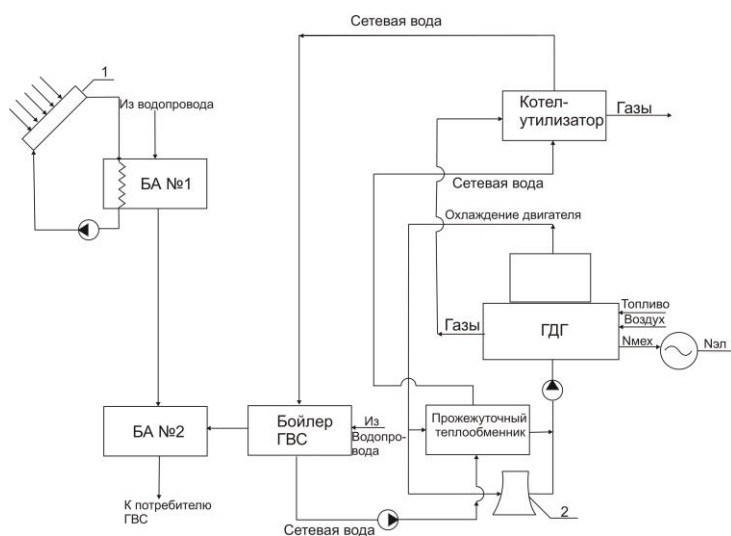 Сетевая вода
1
Из водопровода
Котел-
утилизатор
Газы
БА №1
Сетевая вода
Охлаждение двигателя
Топливо
Воздух
ГДГ
Газы
Nмех
Nэл
БА №2
Бойлер
ГВС
Из
Водопро-
вода
Прожежуточный
теплообменник
К потребителю
ГВС
Сетевая вода
2